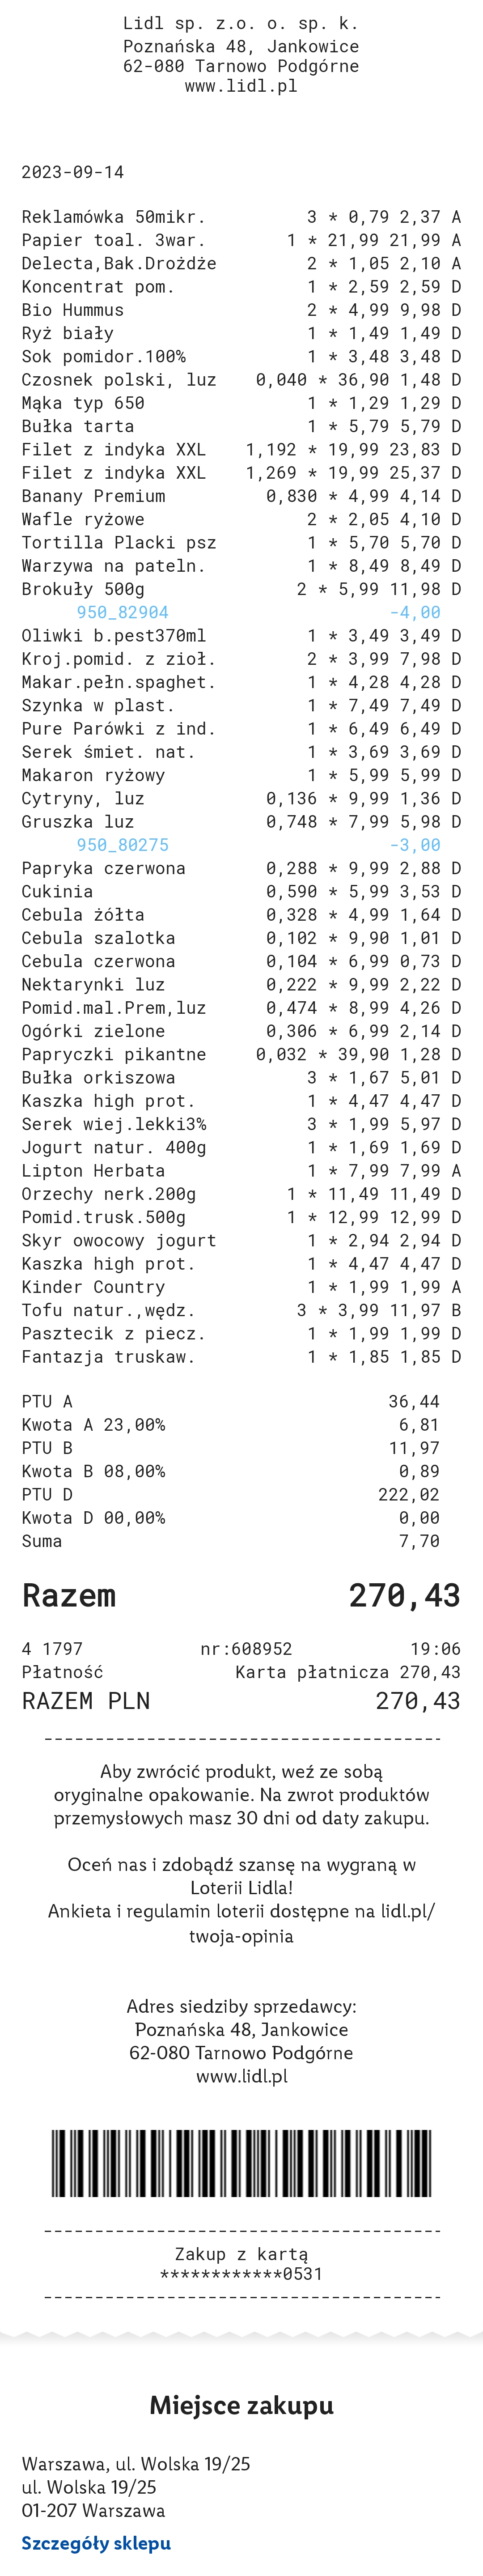 Lidl sp. z.o. o. sp. k.
Poznańska 48, Jankowice
62-080 Tarnowo Podgórne
www.lidl.pl
2023-09-14
Reklamówka 50mikr. 3 * 0,79 2,37 A
Papier toal. 3war. 1 * 21,99 21,99 A
Delecta,Bak.Drożdże 2 * 1,05 2,10 A
Koncentrat pom. 1 * 2,59 2,59 D
Bio Hummus 2 * 4,99 9,98 D
Ryż biały 1 * 1,49 1,49 D
Sok pomidor.100% 1 * 3,48 3,48 D
Czosnek polski, luz 0,040 * 36,90 1,48 D
Mąka typ 650 1 * 1,29 1,29 D
Bułka tarta 1 * 5,79 5,79 D
Filet z indyka XXL 1,192 * 19,99 23,83 D
Filet z indyka XXL 1,269 * 19,99 25,37 D
Banany Premium 0,830 * 4,99 4,14 D
Wafle ryżowe 2 * 2,05 4,10 D
Tortilla Placki psz 1 * 5,70 5,70 D
Warzywa na pateln. 1 * 8,49 8,49 D
Brokuły 500g 2 * 5,99 11,98 D
950_82904 -4,00
Oliwki b.pest370ml 1 * 3,49 3,49 D
Kroj.pomid. z zioł. 2 * 3,99 7,98 D
Makar.pełn.spaghet. 1 * 4,28 4,28 D
Szynka w plast. 1 * 7,49 7,49 D
Pure Parówki z ind. 1 * 6,49 6,49 D
Serek śmiet. nat. 1 * 3,69 3,69 D
Makaron ryżowy 1 * 5,99 5,99 D
Cytryny, luz 0,136 * 9,99 1,36 D
Gruszka luz 0,748 * 7,99 5,98 D
950_80275 -3,00
Papryka czerwona 0,288 * 9,99 2,88 D
Cukinia 0,590 * 5,99 3,53 D
Cebula żółta 0,328 * 4,99 1,64 D
Cebula szalotka 0,102 * 9,90 1,01 D
Cebula czerwona 0,104 * 6,99 0,73 D
Nektarynki luz 0,222 * 9,99 2,22 D
Pomid.mal.Prem,luz 0,474 * 8,99 4,26 D
Ogórki zielone 0,306 * 6,99 2,14 D
Papryczki pikantne 0,032 * 39,90 1,28 D
Bułka orkiszowa 3 * 1,67 5,01 D
Kaszka high prot. 1 * 4,47 4,47 D
Serek wiej.lekki3% 3 * 1,99 5,97 D
Jogurt natur. 400g 1 * 1,69 1,69 D
Lipton Herbata 1 * 7,99 7,99 A
Orzechy nerk.200g 1 * 11,49 11,49 D
Pomid.trusk.500g 1 * 12,99 12,99 D
Skyr owocowy jogurt 1 * 2,94 2,94 D
Kaszka high prot. 1 * 4,47 4,47 D
Kinder Country 1 * 1,99 1,99 A
Tofu natur.,wędz. 3 * 3,99 11,97 B
Pasztecik z piecz. 1 * 1,99 1,99 D
Fantazja truskaw. 1 * 1,85 1,85 D
PTU A 36,44
Kwota A 23,00% 6,81
PTU B 11,97
Kwota B 08,00% 0,89
PTU D 222,02
Kwota D 00,00% 0,00
Suma 7,70
Razem 270,43
4 1797 nr:608952 19:06
Płatność Karta płatnicza 270,43
RAZEM PLN 270,43
Aby zwrócić produkt, weź ze sobą
oryginalne opakowanie. Na zwrot produktów
przemysłowych masz 30 dni od daty zakupu.
Oceń nas i zdobądź szansę na wygraną w
Loterii Lidla!
Ankieta i regulamin loterii dostępne na lidl.pl/
twoja-opinia
Adres siedziby sprzedawcy:
Poznańska 48, Jankowice
62-080 Tarnowo Podgórne
www.lidl.pl
Zakup z kartą
************0531
Miejsce zakupu
Warszawa, ul. Wolska 19/25
ul. Wolska 19/25
01-207 Warszawa
Szczegóły sklepu